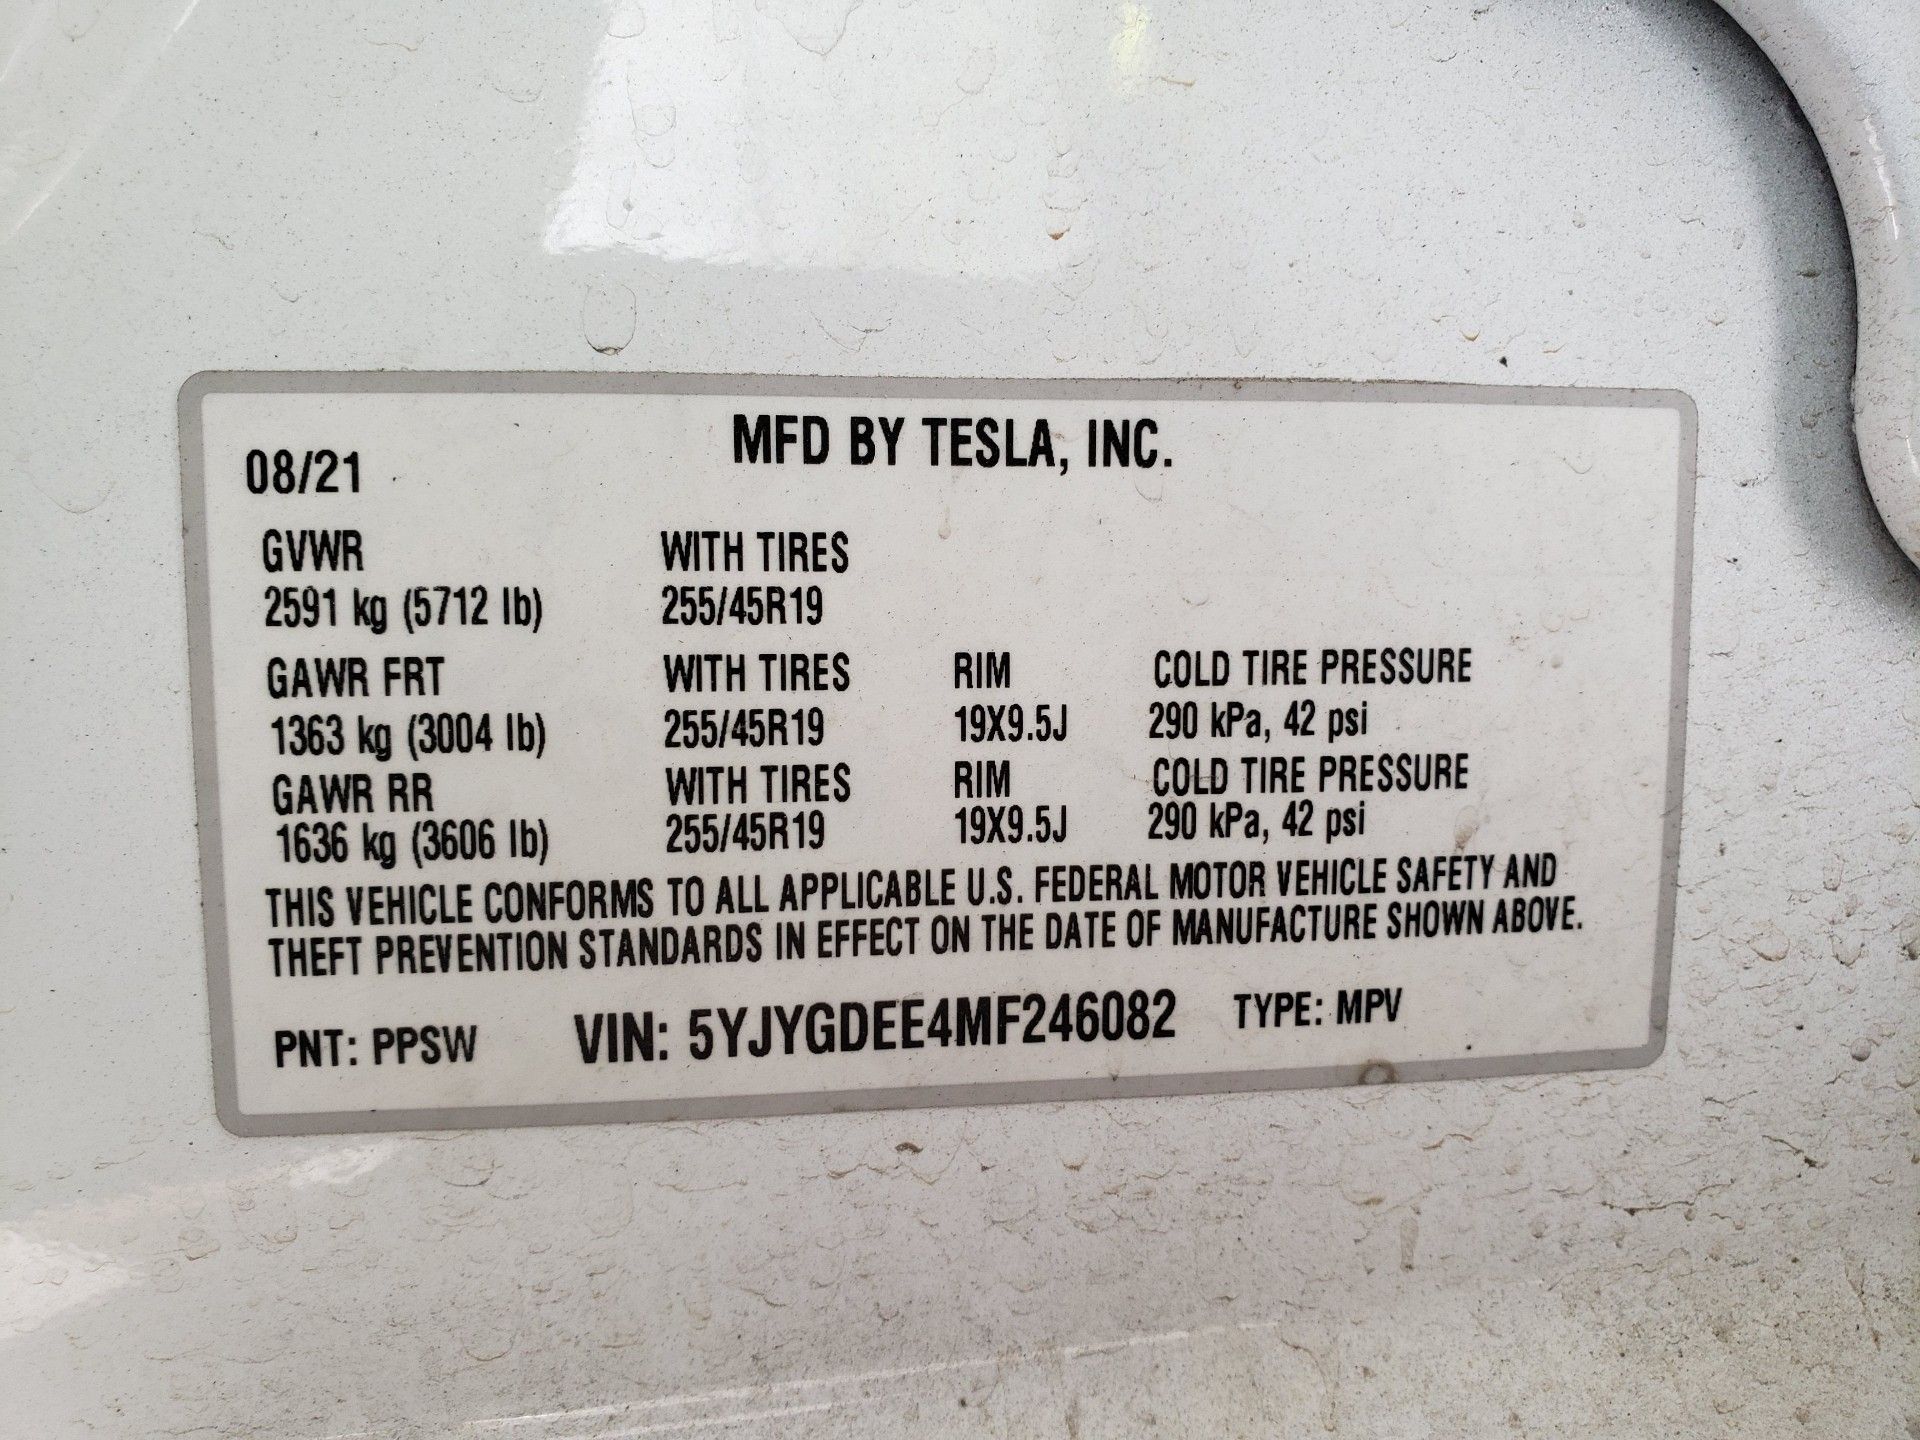 MFD BY TESLA, INC.
08/21
GVWR WITH TIRES
2591 kg (5712 lb) 255/45R19
GAWR FRT WITH TIRES RIM COLD TIRE PRESSURE
1363 kg (3004 lb) 255/45R19 19X9.5J 290 kPa, 42 psi
GAWR RR WITH TIRES RIM COLD TIRE PRESSURE
1636 kg (3606 lb) 255/45R19 19X9.5J 290 kPa, 42 psi
THIS VEHICLE CONFORMS TO ALL APPLICABLE U.S. FEDERAL MOTOR VEHICLE SAFETY AND
THEFT PREVENTION STANDARDS IN EFFECT ON THE DATE OF MANUFACTURE SHOWN ABOVE.
PNT: PPSW VIN: 5YJYGDEE4MF246082 TYPE: MPV